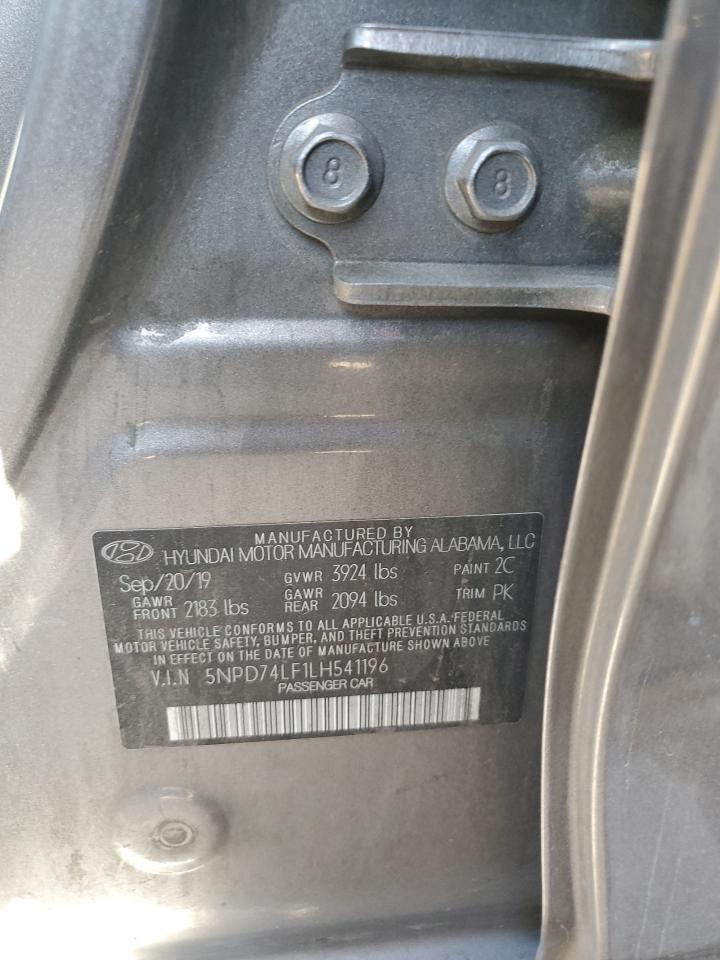 8 8
MANUFACTURED BY
HYUNDAI MOTOR MANUFACTURING ALABAMA, LLC
Sep/20/19 GVWR 3924 lbs PAINT 2C
GAWR FRONT 2183 lbs GAWR REAR 2094 lbs TRIM PK
THIS VEHICLE CONFORMS TO ALL APPLICABLE U.S.A. FEDERAL
MOTOR VEHICLE SAFETY, BUMPER, AND THEFT PREVENTION STANDARDS
IN EFFECT ON THE DATE OF MANUFACTURE SHOWN ABOVE
V.I.N 5NPD74LF1LH541196
PASSENGER CAR